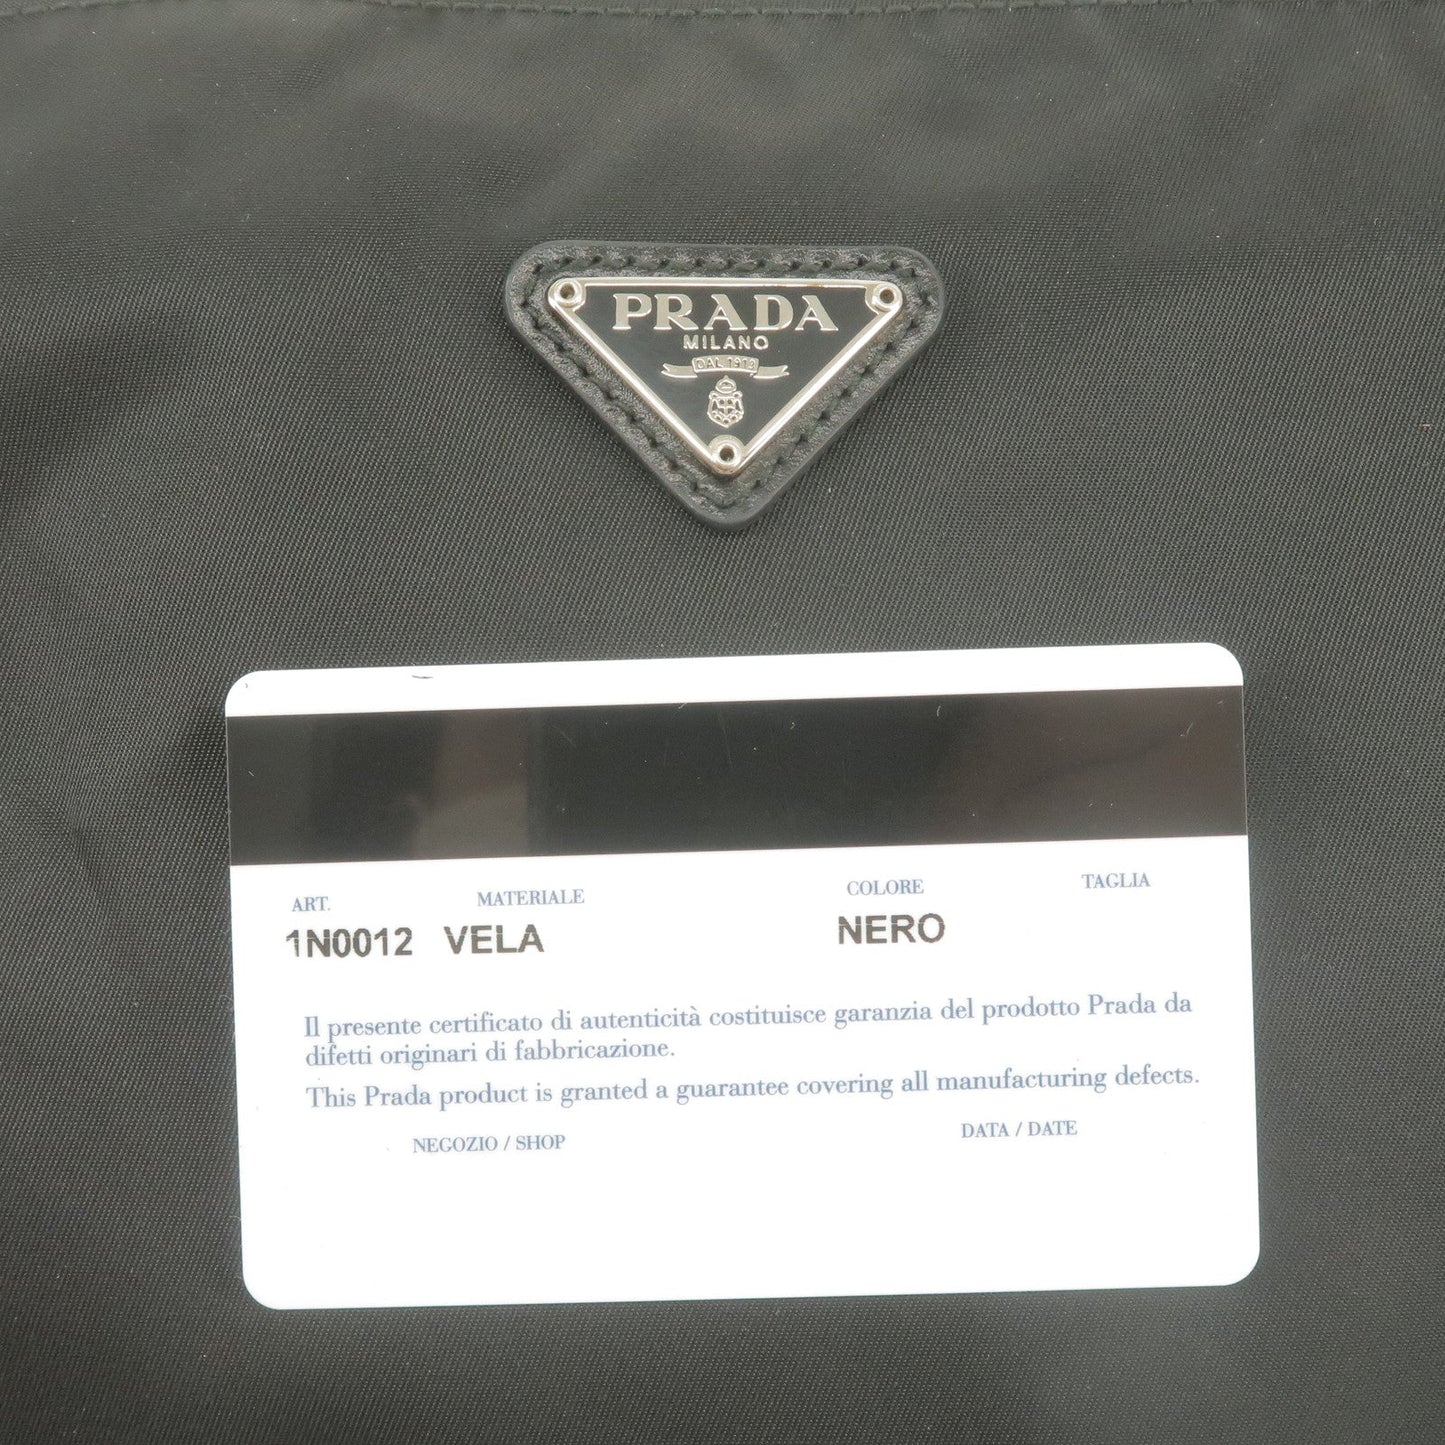 PRADA
MILANO
DAL 1913
ART. MATERIALE COLORE TAGLIA
1N0012 VELA NERO
Il presente certificato di autenticità costituisce garanzia del prodotto Prada da
difetti originari di fabbricazione.
This Prada product is granted a guarantee covering all manufacturing defects.
NEGOZIO / SHOP DATA / DATE